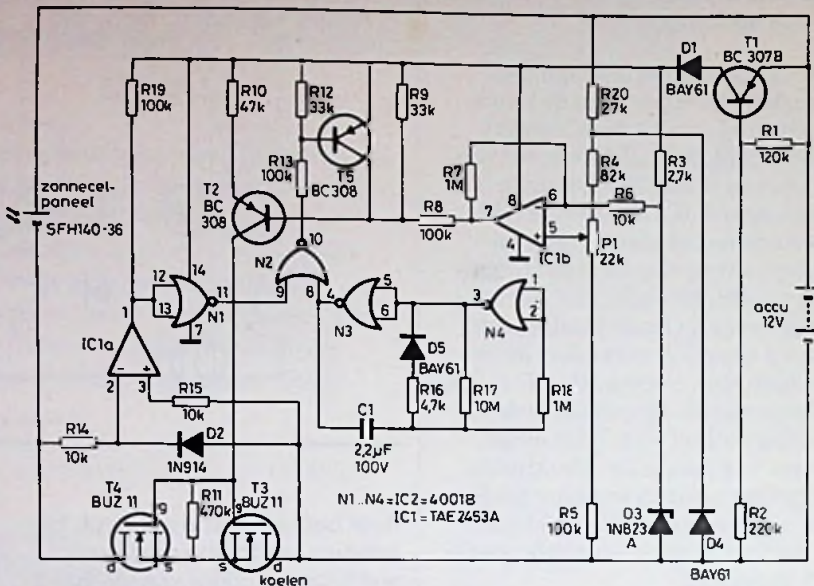 D1
BAY61
T1
BC 307B
R19
100k
R10
47k
R12
33k
R9
33k
R20
27k
R1
120k
R13
100k
T5
BC308
R7
1M
R4
82k
R3
2,7k
zonnecel-
paneel
SFH140-36
T2
BC
308
R8
100k
7
8
6
5
4
IC1b
R6
10k
P1
22k
accu
12V
12
13
14
11
7
N1
10
N2
9
8
4
N3
5
6
3
N4
1
2
1
IC1a
2
3
D5
BAY61
R16
4,7k
R17
10M
R18
1M
R15
10k
R14
10k
D2
1N914
C1
2,2µF
100V
T4
BUZ 11
R11
470k
T3
BUZ11
g
g
d
s
s
d
koelen
N1...N4=IC2=4001B
IC1=TAE2453A
R5
100k
D3
1N823
A
D4
BAY61
R2
220k